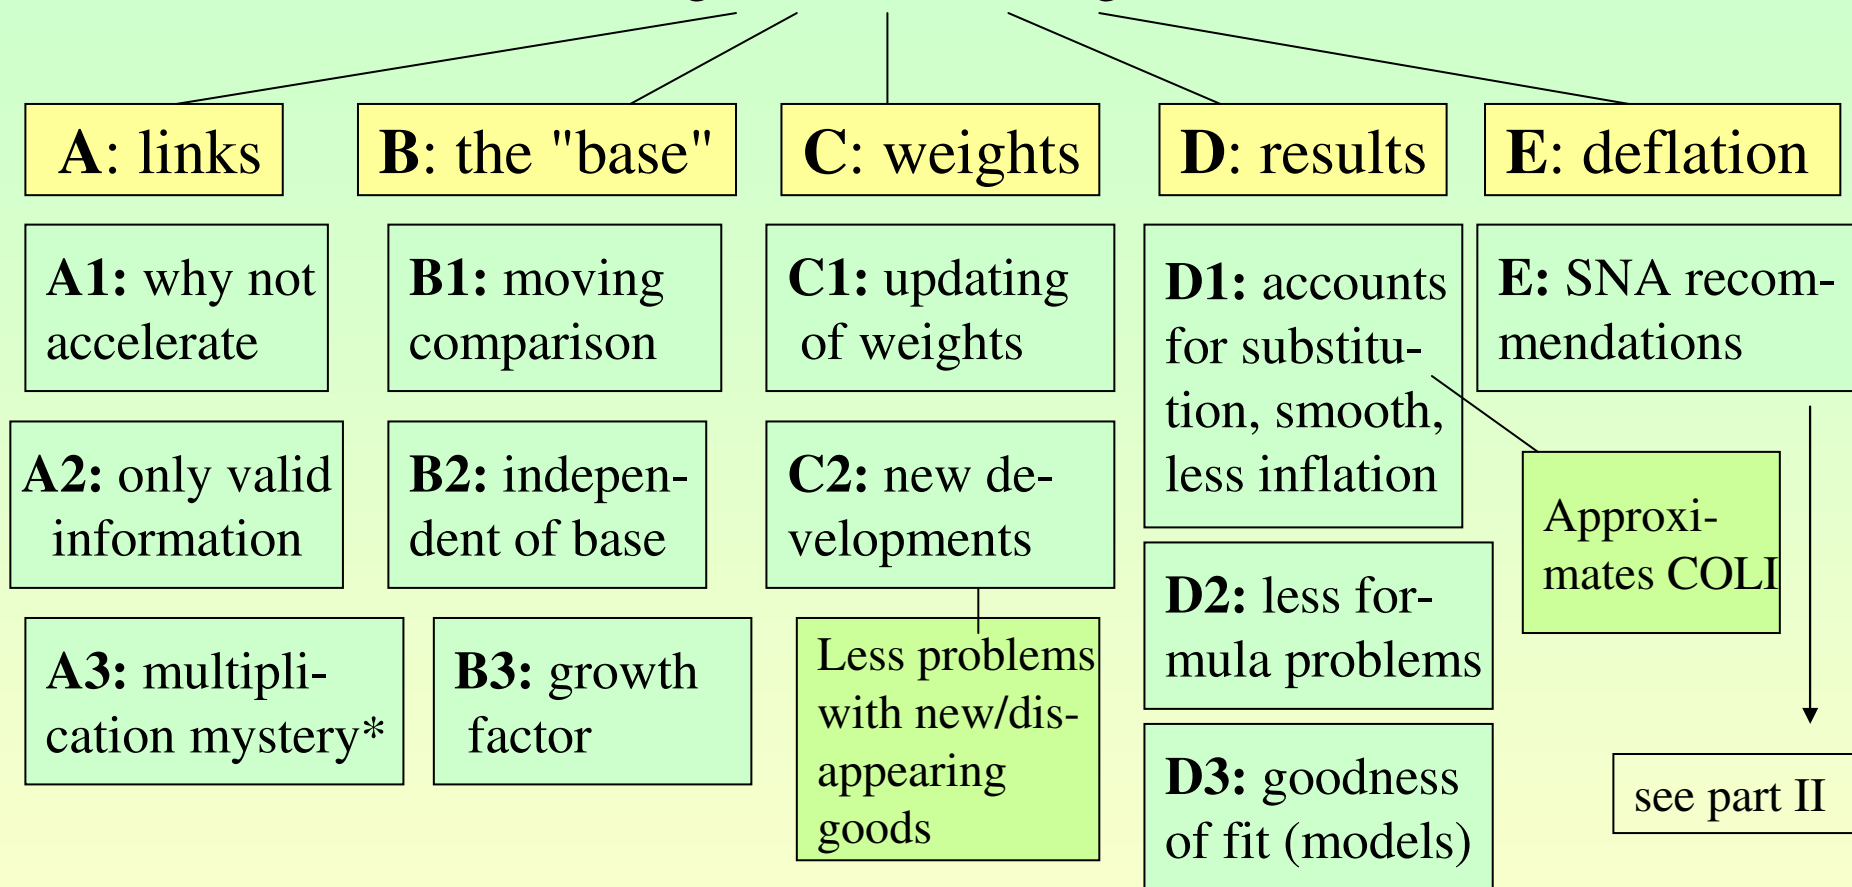 A: links
B: the "base"
C: weights
D: results
E: deflation
A1: why not
accelerate
A2: only valid
information
A3: multipli-
cation mystery*
B1: moving
comparison
B2: indepen-
dent of base
B3: growth
factor
C1: updating
of weights
C2: new de-
velopments
Less problems
with new/dis-
appearing
goods
D1: accounts
for substitu-
tion, smooth,
less inflation
D2: less for-
mula problems
D3: goodness
of fit (models)
E: SNA recom-
mendations
Approxi-
mates COLI
see part II